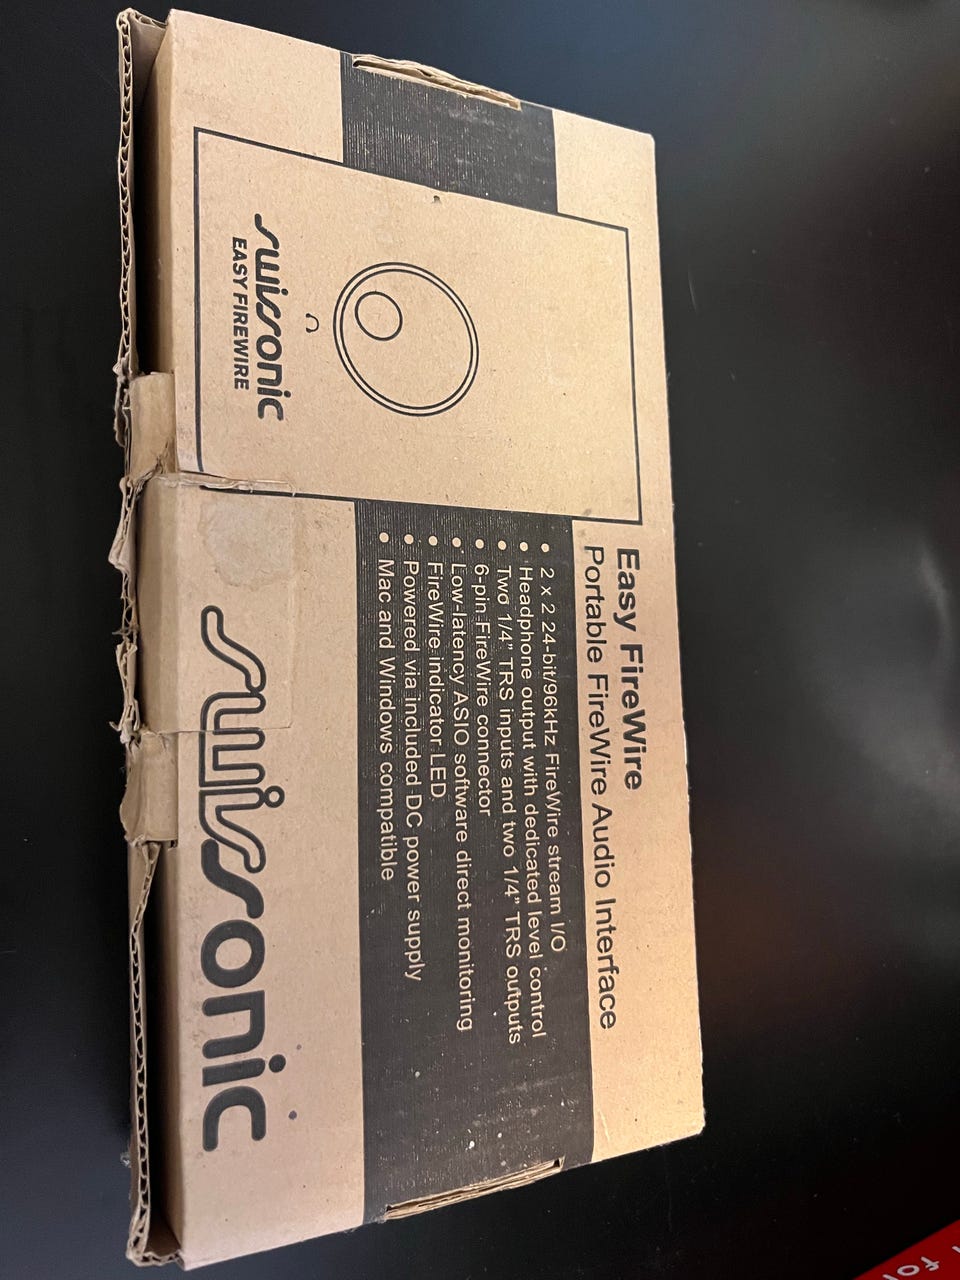 Easy FireWire
Portable FireWire Audio Interface
• 2 x 2 24-bit/96kHz FireWire stream I/O
• Headphone output with dedicated level control
• Two 1/4” TRS inputs and two 1/4” TRS outputs
• 6-pin FireWire connector
• Low-latency ASIO software direct monitoring
• FireWire indicator LED
• Powered via included DC power supply
• Mac and Windows compatible
swissonic
EASY FIREWIRE
swissonic